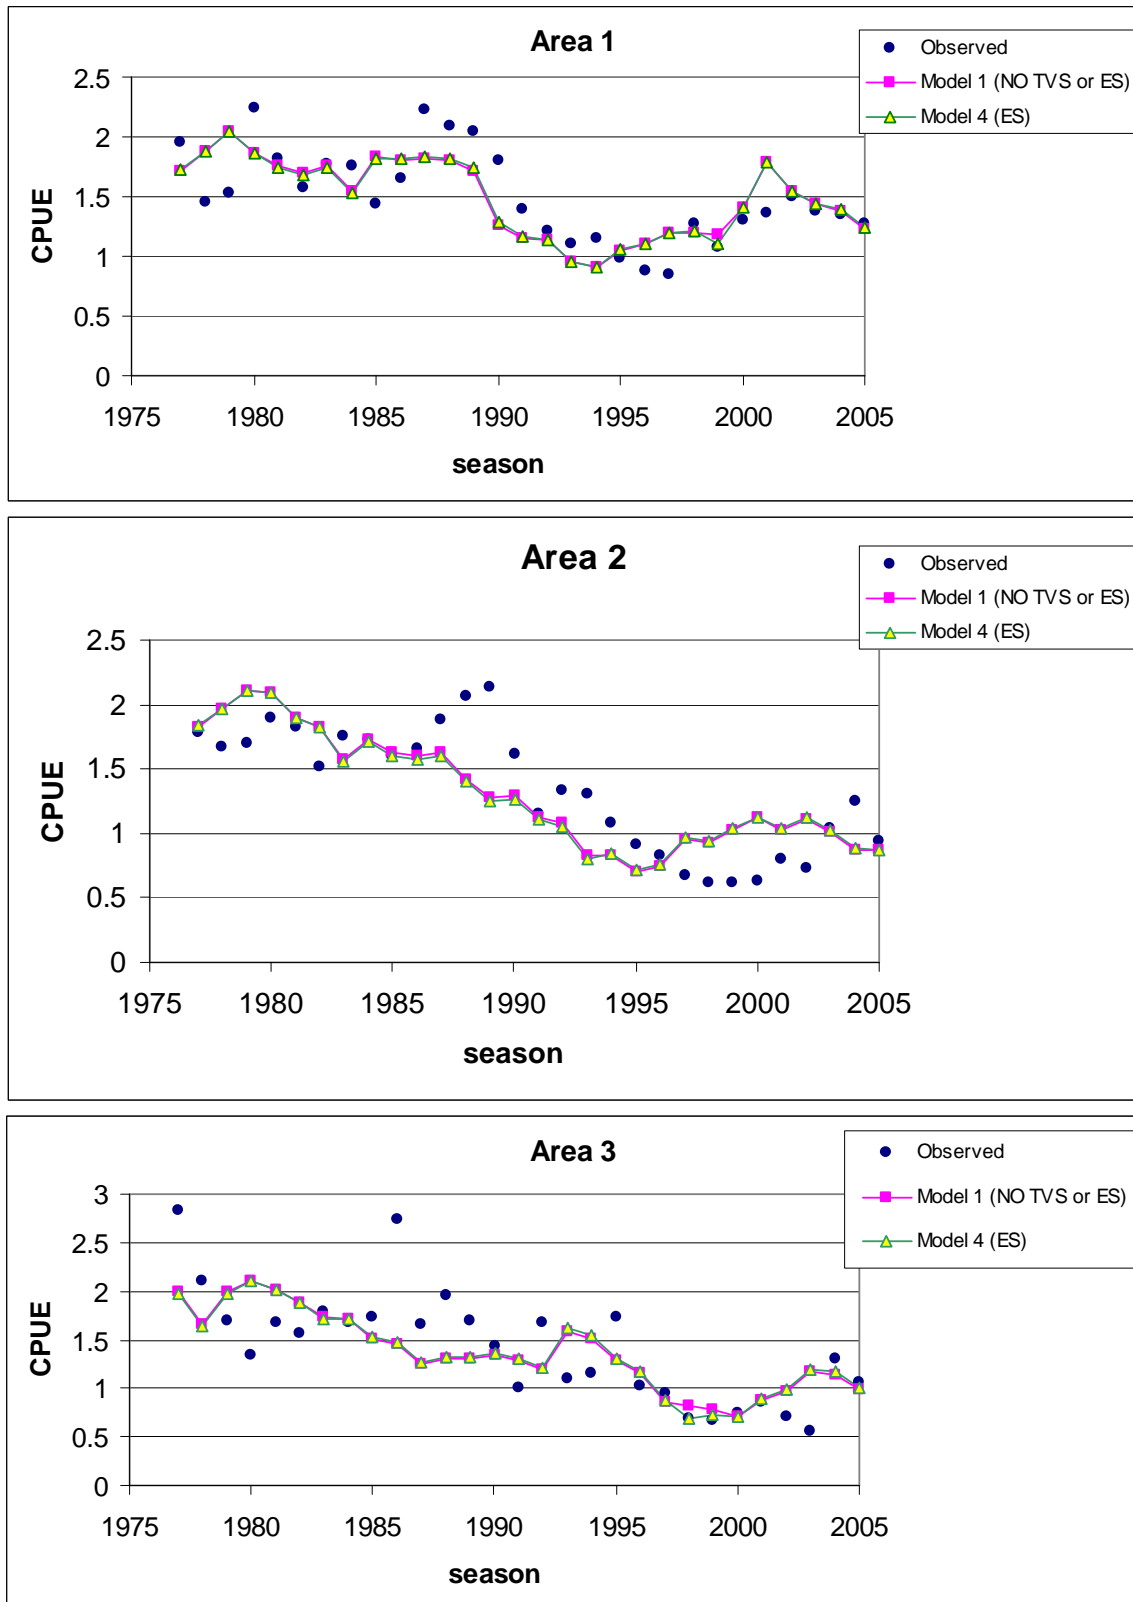 Area 1
Observed
Model 1 (NO TVS or ES)
Model 4 (ES)
2.5
2
1.5
1
0.5
0
CPUE
1975 1980 1985 1990 1995 2000 2005
season
Area 2
Observed
Model 1 (NO TVS or ES)
Model 4 (ES)
2.5
2
1.5
1
0.5
0
CPUE
1975 1980 1985 1990 1995 2000 2005
season
Area 3
Observed
Model 1 (NO TVS or ES)
Model 4 (ES)
3
2.5
2
1.5
1
0.5
0
CPUE
1975 1980 1985 1990 1995 2000 2005
season